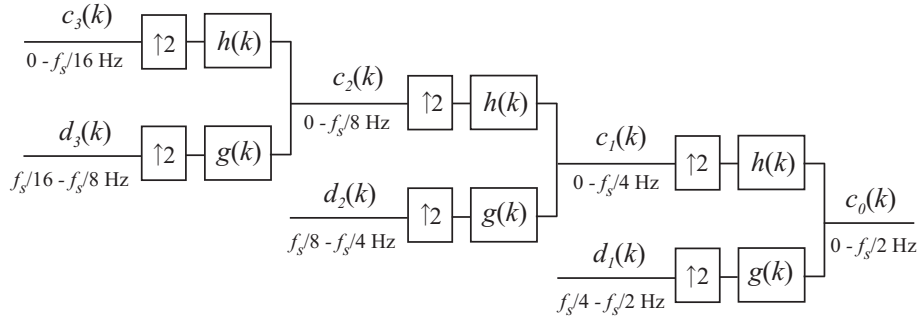 c₃(k)
↑2
h(k)
0 - fₛ/16 Hz
c₂(k)
↑2
h(k)
0 - fₛ/8 Hz
d₃(k)
↑2
g(k)
fₛ/16 - fₛ/8 Hz
c₁(k)
↑2
h(k)
0 - fₛ/4 Hz
d₂(k)
↑2
g(k)
fₛ/8 - fₛ/4 Hz
c₀(k)
0 - fₛ/2 Hz
d₁(k)
↑2
g(k)
fₛ/4 - fₛ/2 Hz